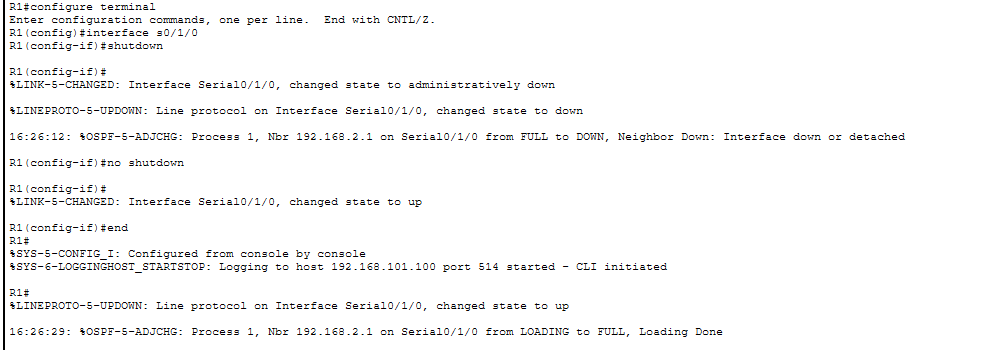 R1#configure terminal
Enter configuration commands, one per line.  End with CNTL/Z.
R1(config)#interface s0/1/0
R1(config-if)#shutdown
R1(config-if)#
%LINK-5-CHANGED: Interface Serial0/1/0, changed state to administratively down
%LINEPROTO-5-UPDOWN: Line protocol on Interface Serial0/1/0, changed state to down
16:26:12: %OSPF-5-ADJCHG: Process 1, Nbr 192.168.2.1 on Serial0/1/0 from FULL to DOWN, Neighbor Down: Interface down or detached
R1(config-if)#no shutdown
R1(config-if)#
%LINK-5-CHANGED: Interface Serial0/1/0, changed state to up
R1(config-if)#end
R1#
%SYS-5-CONFIG_I: Configured from console by console
%SYS-6-LOGGINGHOST_STARTSTOP: Logging to host 192.168.101.100 port 514 started - CLI initiated
R1#
%LINEPROTO-5-UPDOWN: Line protocol on Interface Serial0/1/0, changed state to up
16:26:29: %OSPF-5-ADJCHG: Process 1, Nbr 192.168.2.1 on Serial0/1/0 from LOADING to FULL, Loading Done